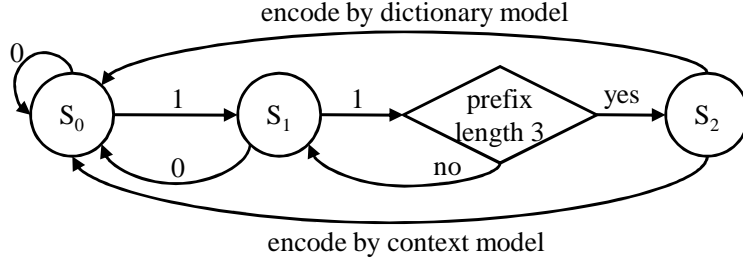 encode by dictionary model
0
1
1
yes
S0
S1
prefix
length 3
S2
0
no
encode by context model